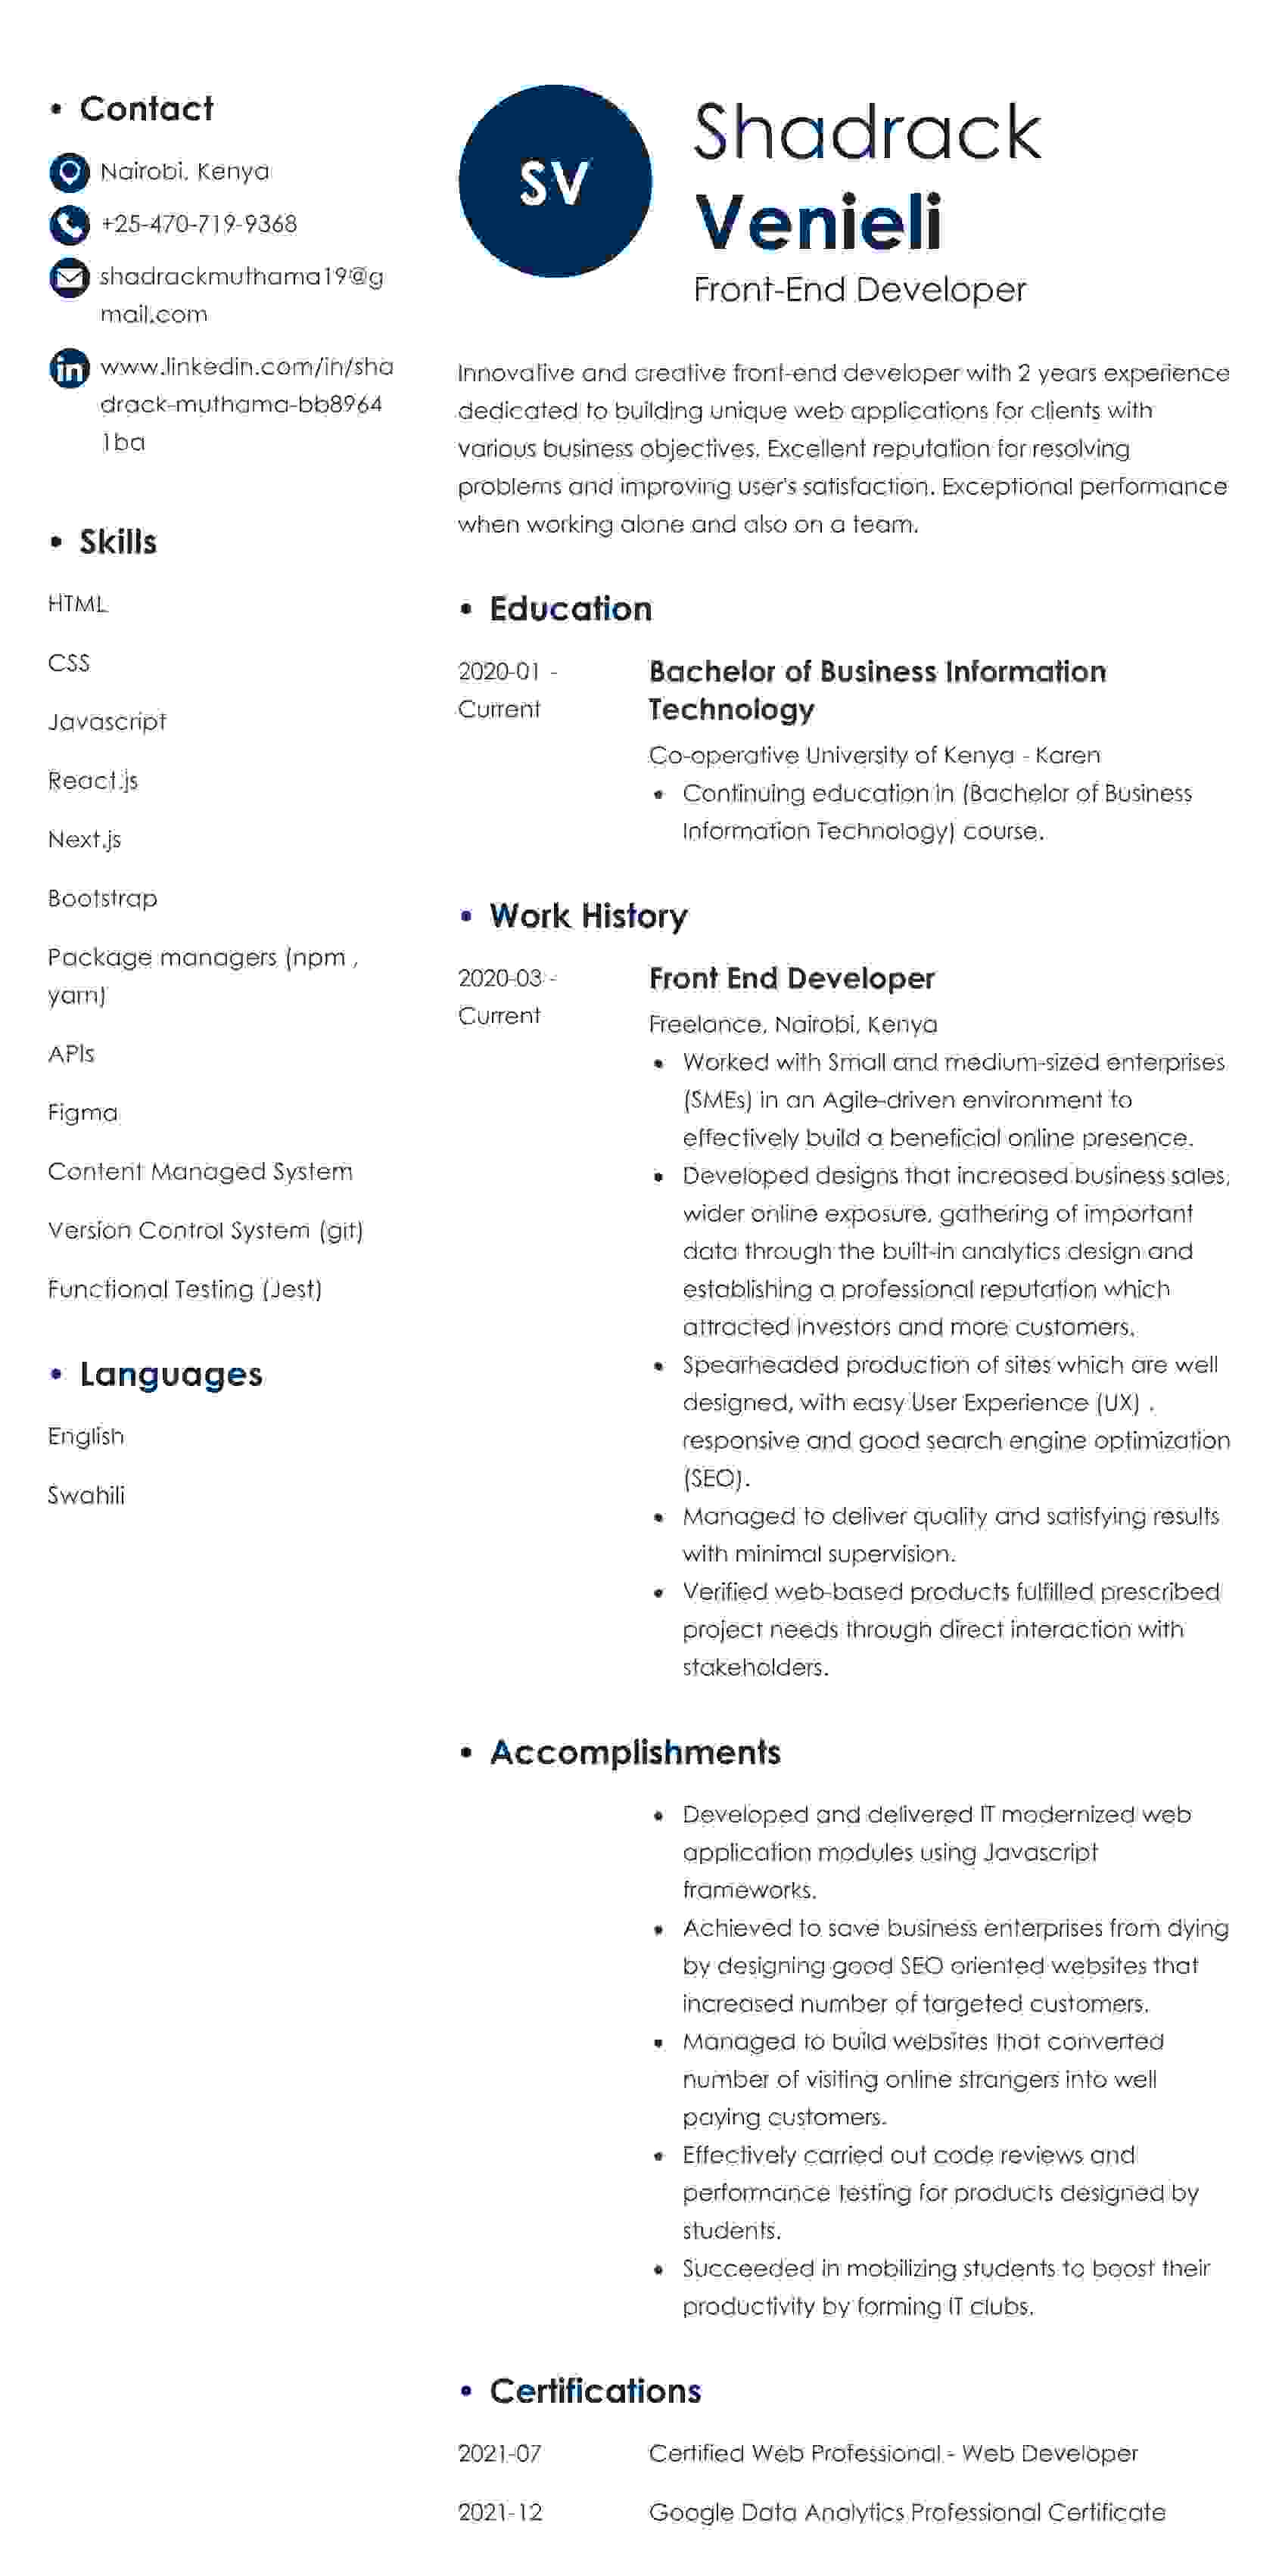 • Contact
Nairobi, Kenya
+25-470-719-9368
shadrackmuthama19@g
mail.com
www.linkedin.com/in/sha
drack-muthama-bb8964
1ba
• Skills
HTML
CSS
Javascript
React.js
Next.js
Bootstrap
Package managers (npm ,
yarn)
APIs
Figma
Content Managed System
Version Control System (git)
Functional Testing (Jest)
• Languages
English
Swahili
SV
Shadrack
Venieli
Front-End Developer
Innovative and creative front-end developer with 2 years experience
dedicated to building unique web applications for clients with
various business objectives. Excellent reputation for resolving
problems and improving user's satisfaction. Exceptional performance
when working alone and also on a team.
• Education
2020-01 -
Current
Bachelor of Business Information
Technology
Co-operative University of Kenya - Karen
• Continuing education in (Bachelor of Business
Information Technology) course.
• Work History
2020-03 -
Current
Front End Developer
Freelance, Nairobi, Kenya
• Worked with Small and medium-sized enterprises
(SMEs) in an Agile-driven environment to
effectively build a beneficial online presence.
• Developed designs that increased business sales,
wider online exposure, gathering of important
data through the built-in analytics design and
establishing a professional reputation which
attracted investors and more customers.
• Spearheaded production of sites which are well
designed, with easy User Experience (UX) ,
responsive and good search engine optimization
(SEO).
• Managed to deliver quality and satisfying results
with minimal supervision.
• Verified web-based products fulfilled prescribed
project needs through direct interaction with
stakeholders.
• Accomplishments
• Developed and delivered IT modernized web
application modules using Javascript
frameworks.
• Achieved to save business enterprises from dying
by designing good SEO oriented websites that
increased number of targeted customers.
• Managed to build websites that converted
number of visiting online strangers into well
paying customers.
• Effectively carried out code reviews and
performance testing for products designed by
students.
• Succeeded in mobilizing students to boost their
productivity by forming IT clubs.
• Certifications
2021-07
Certified Web Professional - Web Developer
2021-12
Google Data Analytics Professional Certificate